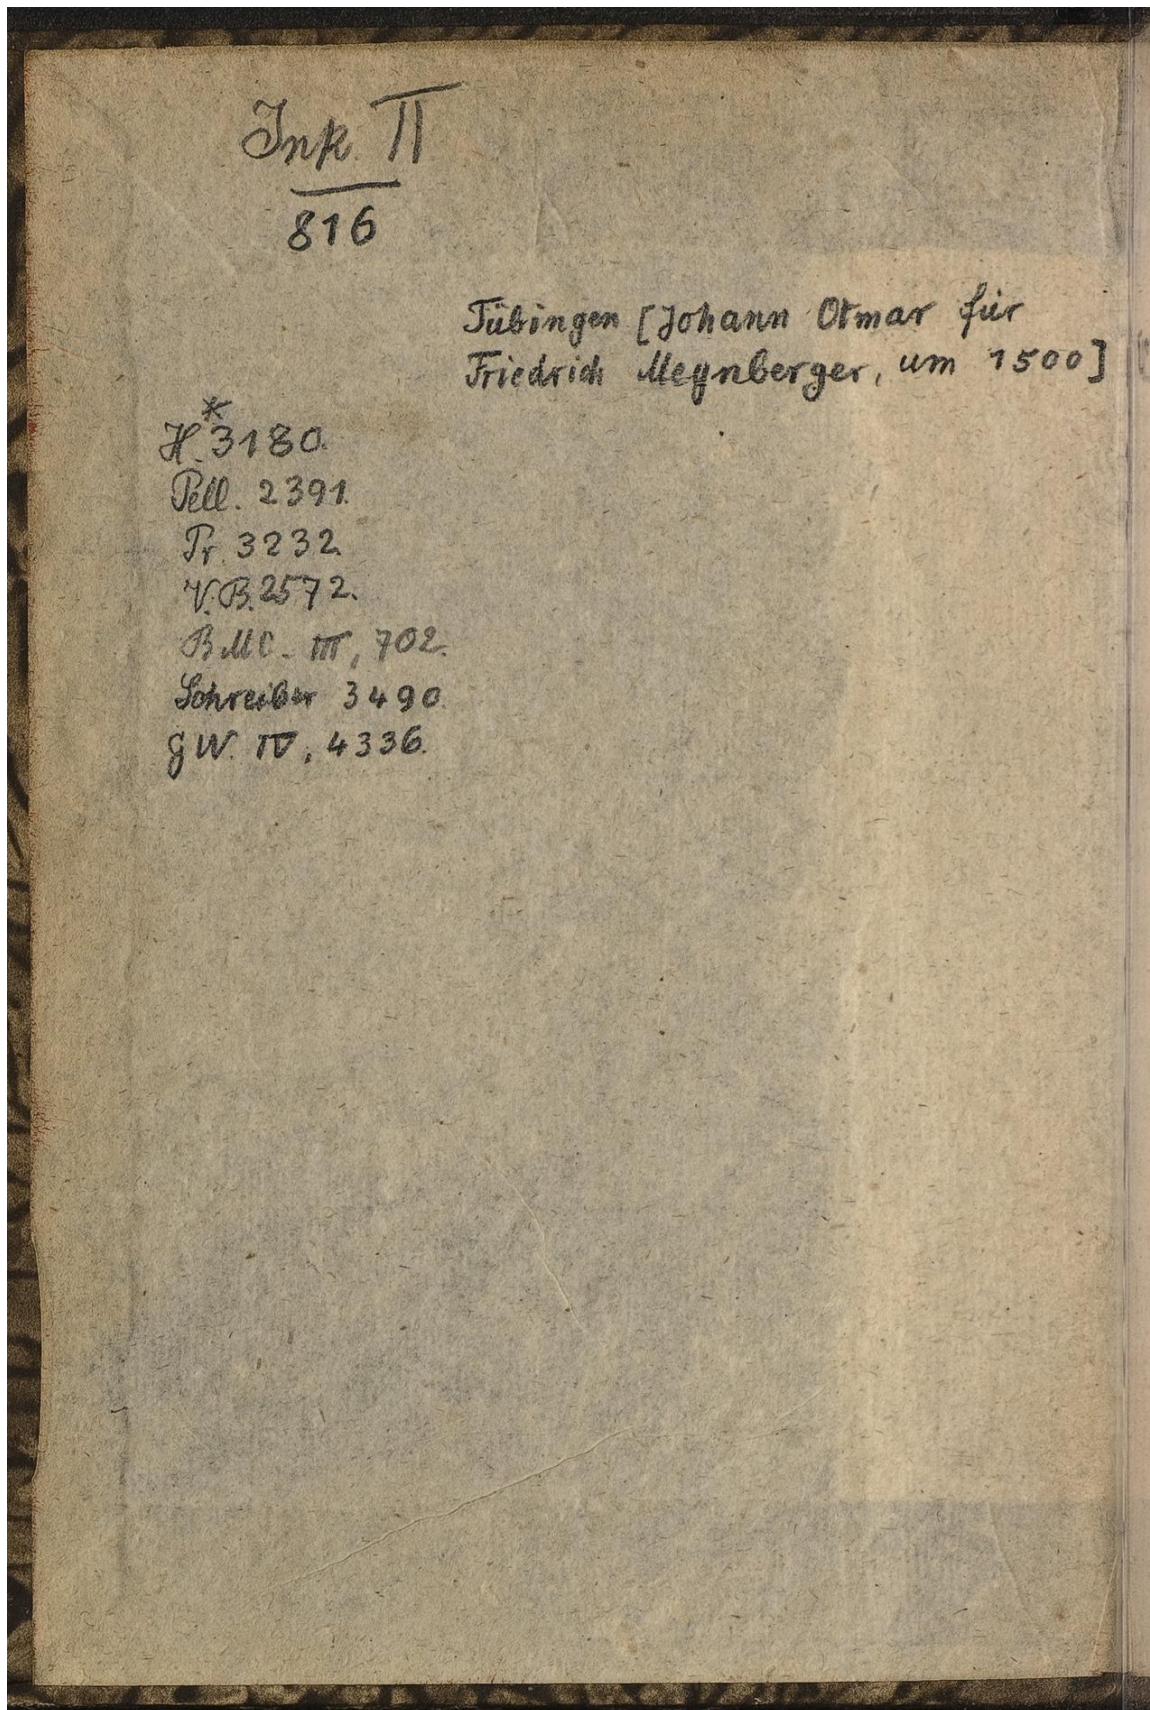 Ink. II
816
Tübingen [Johann Otmar für
Friedrich Meynberger, um 1500]
H.*3180.
Pell. 2391.
Pr. 3232.
V.B. 2572.
BMC. III, 702.
Schreiber 3490.
GW. IV, 4336.